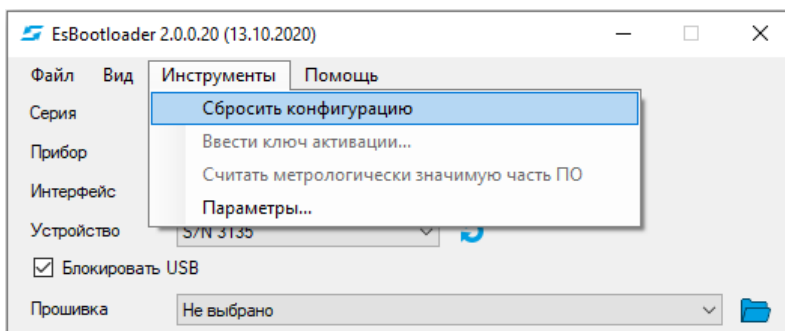 EsBootloader 2.0.0.20 (13.10.2020)
Файл Вид Инструменты Помощь
Серия
Сбросить конфигурацию
Прибор
Ввести ключ активации...
Считать метрологически значимую часть ПО
Интерфейс
Параметры...
Устройство S/N 3135
Блокировать USB
Прошивка Не выбрано